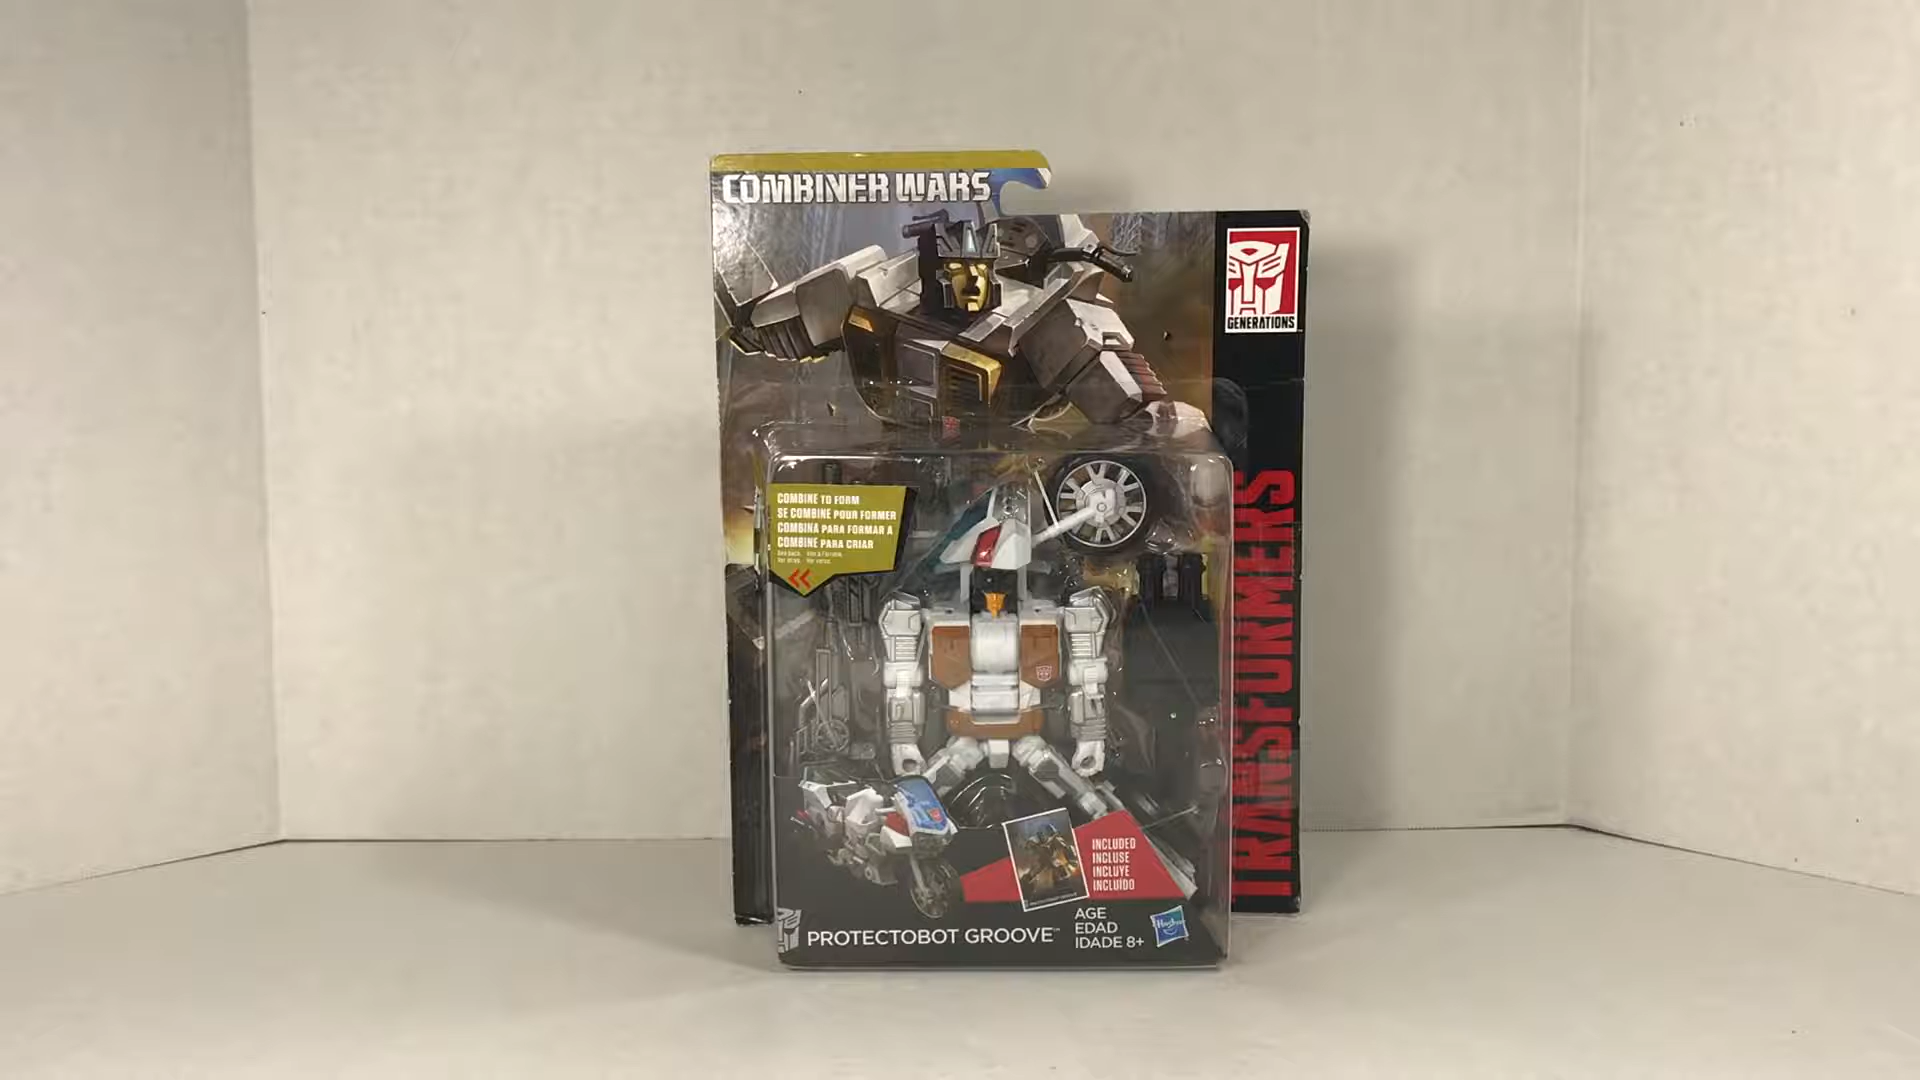 COMBINER WARS
GENERATIONS
TRANSFORMERS
COMBINE TO FORM
SE COMBINE POUR FORMER
COMBINA PARA FORMAR A
COMBINE PARA CRIAR
INCLUDED
INCLUSE
INCLUYE
INCLUÍDO
PROTECTOBOT GROOVE™
AGE
EDAD
IDADE 8+
Hasbro